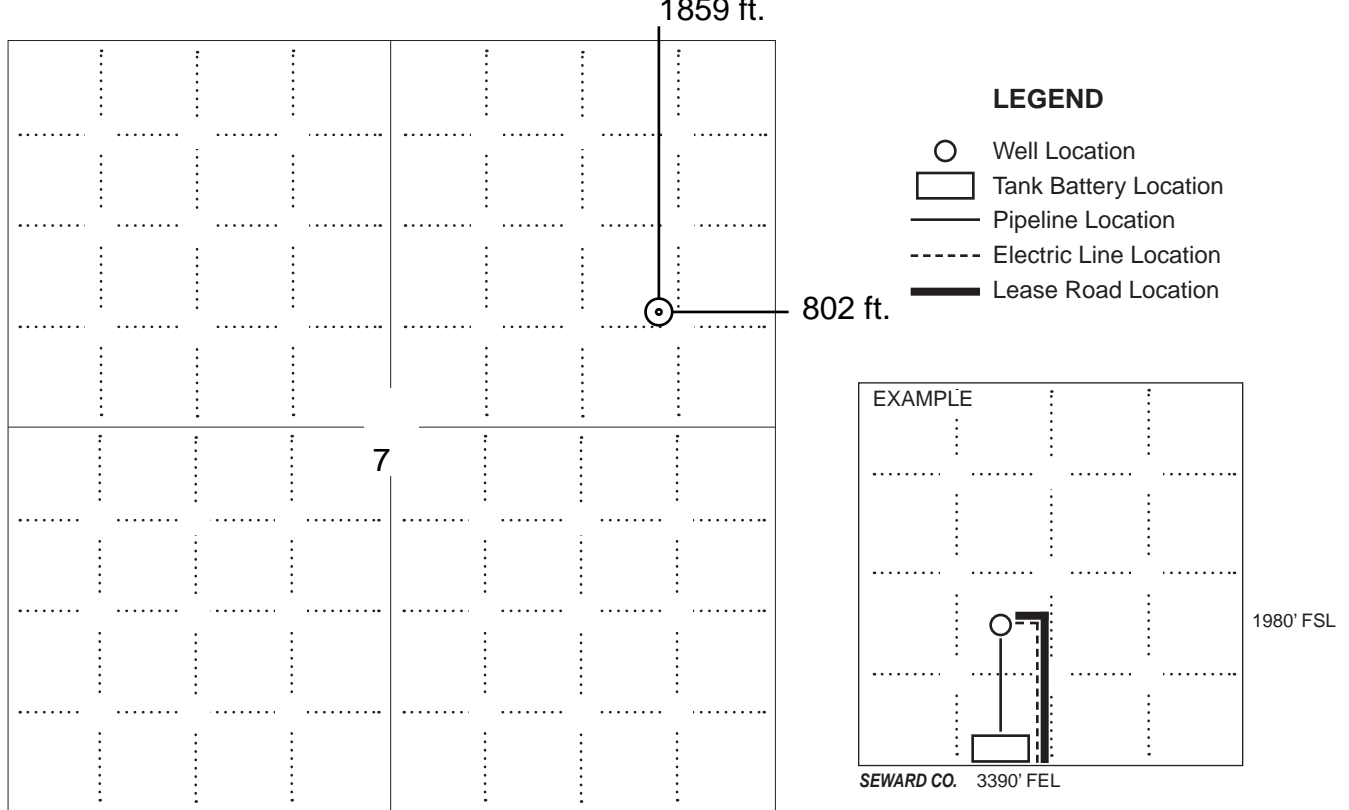 1859 ft.
802 ft.
7
LEGEND
Well Location
Tank Battery Location
Pipeline Location
Electric Line Location
Lease Road Location
EXAMPLE
1980’ FSL
SEWARD CO. 3390’ FEL